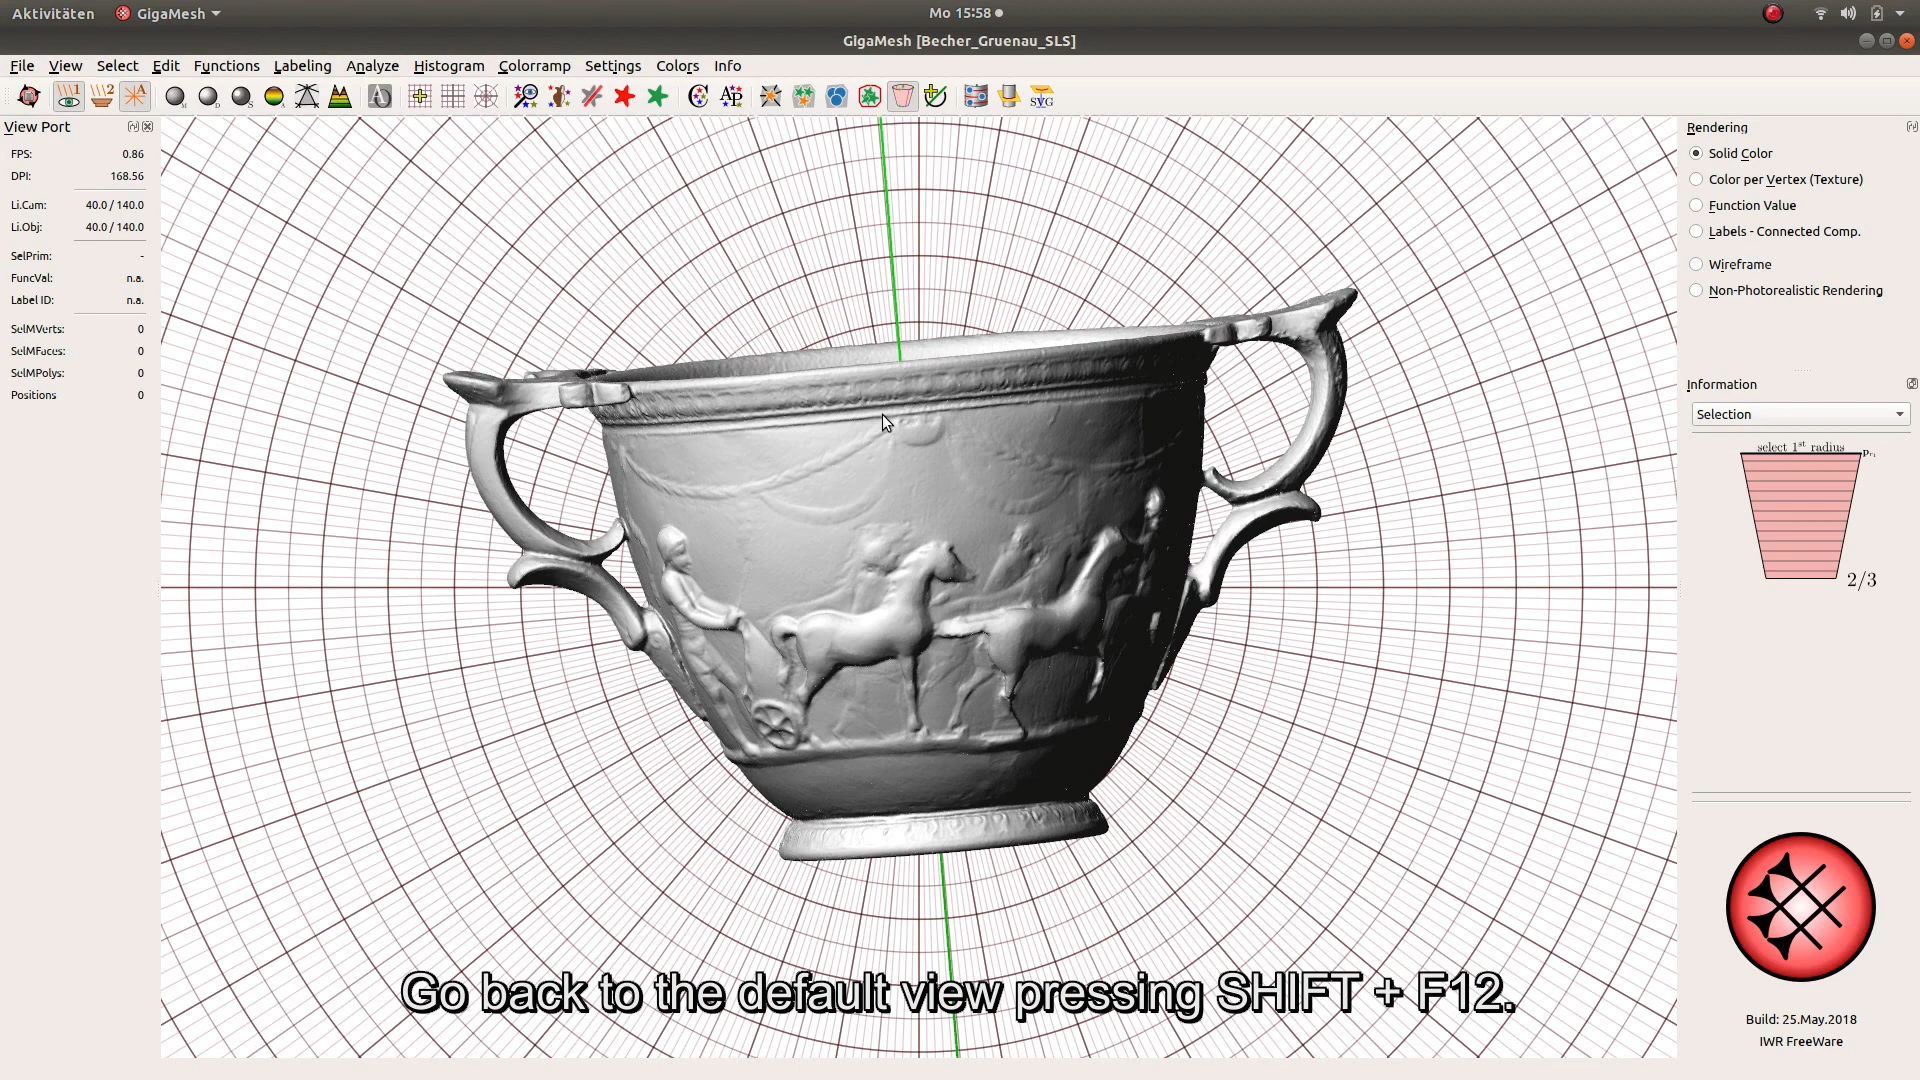 Aktivitäten
GigaMesh
Mo 15:58
GigaMesh [Becher_Gruenau_SLS]
File View Select Edit Functions Labeling Analyze Histogram Colorramp Settings Colors Info
1 2 A M D S A A C AP SVG
View Port
FPS: 0.86
DPI: 168.56
Li.Cam: 40.0 / 140.0
Li.Obj: 40.0 / 140.0
SelPrim: -
FuncVal: n.a.
Label ID: n.a.
SelMVerts: 0
SelMFaces: 0
SelMPolys: 0
Positions 0
Rendering
Solid Color
Color per Vertex (Texture)
Function Value
Labels - Connected Comp.
Wireframe
Non-Photorealistic Rendering
Information
Selection
select 1st radius
2/3
Go back to the default view pressing SHIFT + F12.
Build: 25.May.2018
IWR FreeWare